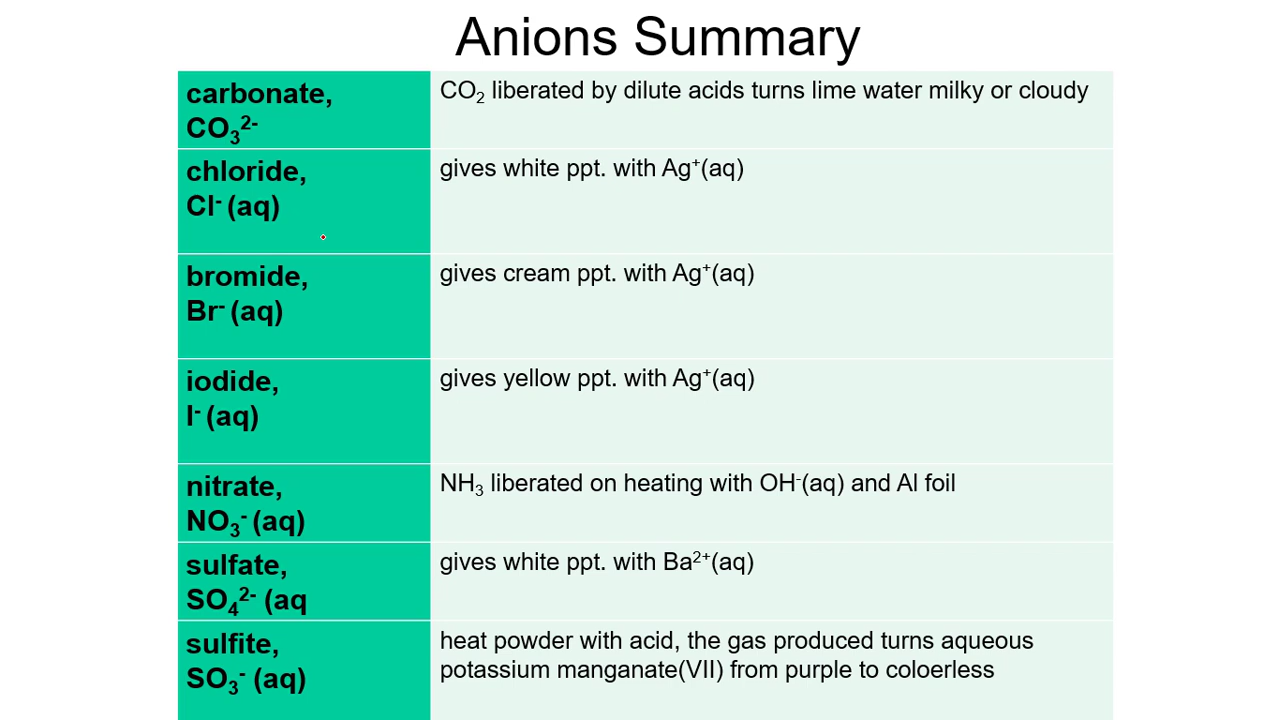 Anions Summary
carbonate,
CO₃²⁻
CO₂ liberated by dilute acids turns lime water milky or cloudy
chloride,
Cl⁻ (aq)
gives white ppt. with Ag⁺(aq)
bromide,
Br⁻ (aq)
gives cream ppt. with Ag⁺(aq)
iodide,
I⁻ (aq)
gives yellow ppt. with Ag⁺(aq)
nitrate,
NO₃⁻ (aq)
NH₃ liberated on heating with OH⁻(aq) and Al foil
sulfate,
SO₄²⁻ (aq
gives white ppt. with Ba²⁺(aq)
sulfite,
SO₃⁻ (aq)
heat powder with acid, the gas produced turns aqueous
potassium manganate(VII) from purple to coloerless